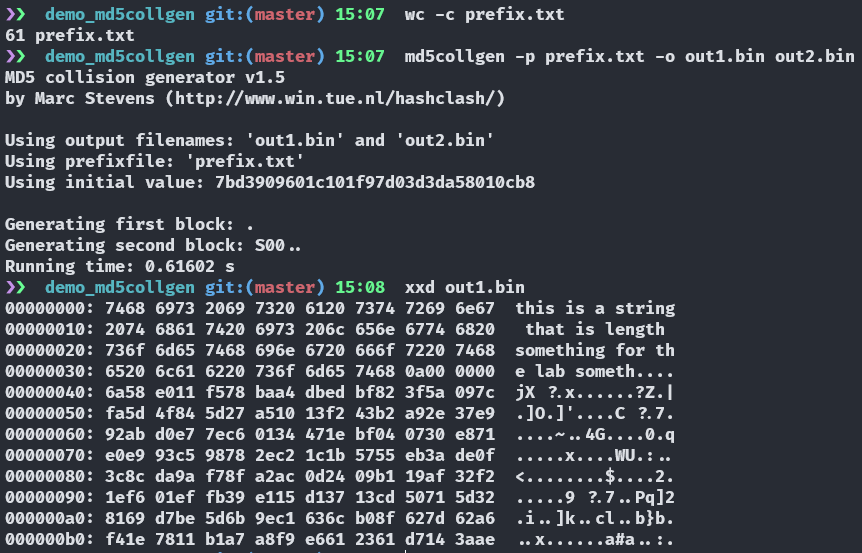 ❯❯  demo_md5collgen git:(master) 15:07  wc -c prefix.txt
61 prefix.txt
❯❯  demo_md5collgen git:(master) 15:07  md5collgen -p prefix.txt -o out1.bin out2.bin
MD5 collision generator v1.5
by Marc Stevens (http://www.win.tue.nl/hashclash/)
Using output filenames: 'out1.bin' and 'out2.bin'
Using prefixfile: 'prefix.txt'
Using initial value: 7bd3909601c101f97d03d3da58010cb8
Generating first block: .
Generating second block: S00..
Running time: 0.61602 s
❯❯  demo_md5collgen git:(master) 15:08  xxd out1.bin
00000000: 7468 6973 2069 7320 6120 7374 7269 6e67  this is a string
00000010: 2074 6861 7420 6973 206c 656e 6774 6820   that is length 
00000020: 736f 6d65 7468 696e 6720 666f 7220 7468  something for th
00000030: 6520 6c61 6220 736f 6d65 7468 0a00 0000  e lab someth....
00000040: 6a58 e011 f578 baa4 dbed bf82 3f5a 097c  jX ?.x......?Z.|
00000050: fa5d 4f84 5d27 a510 13f2 43b2 a92e 37e9  .]O.]'....C ?.7.
00000060: 92ab d0e7 7ec6 0134 471e bf04 0730 e871  ....~..4G....0.q
00000070: e0e9 93c5 9878 2ec2 1c1b 5755 eb3a de0f  .....x....WU.:..
00000080: 3c8c da9a f78f a2ac 0d24 09b1 19af 32f2  <........$....2.
00000090: 1ef6 01ef fb39 e115 d137 13cd 5071 5d32  .....9 ?.7..Pq]2
000000a0: 8169 d7be 5d6b 9ec1 636c b08f 627d 62a6  .i..]k..cl..b}b.
000000b0: f41e 7811 b1a7 a8f9 e661 2361 d714 3aae  ..x......a#a..:.